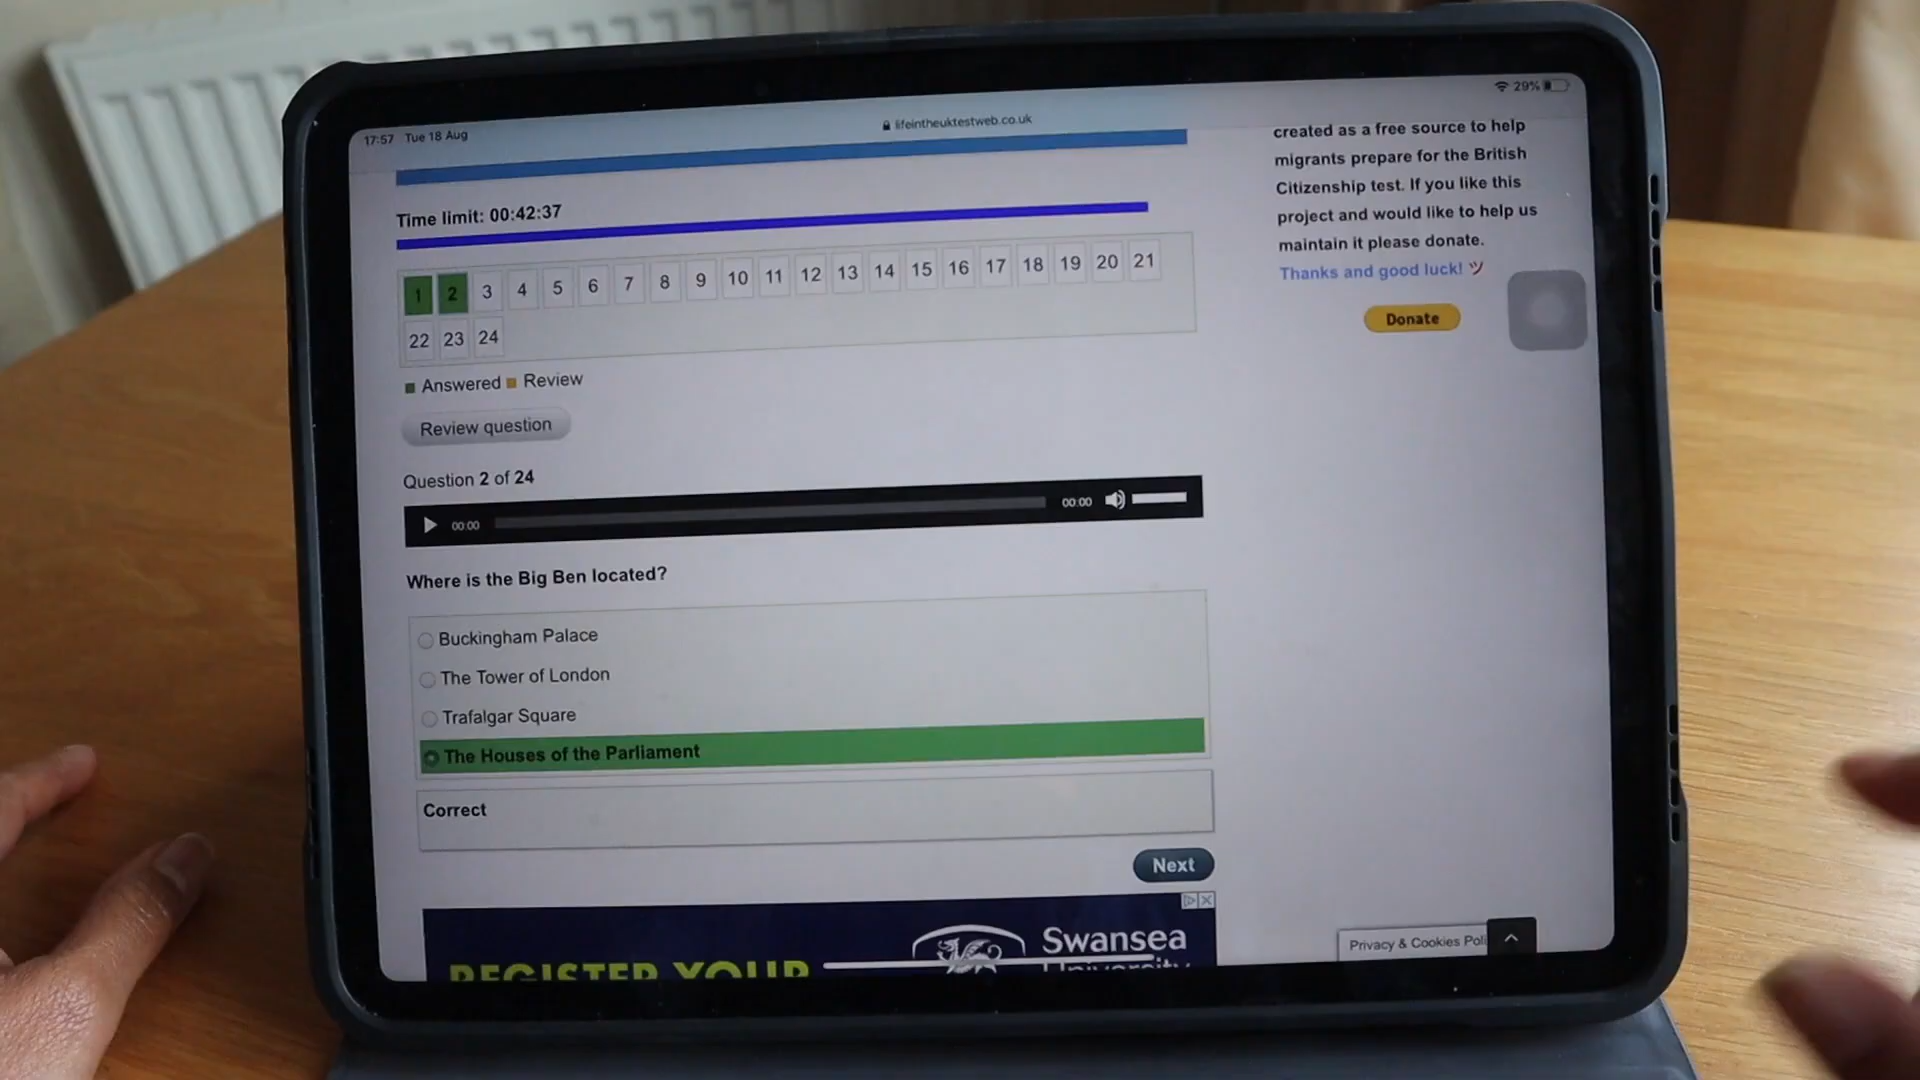 17:57 Tue 18 Aug
lifeintheuktestweb.co.uk
29%
Time limit: 00:42:37
1 2 3 4 5 6 7 8 9 10 11 12 13 14 15 16 17 18 19 20 21
22 23 24
Answered Review
Review question
Question 2 of 24
00:00 00:00
Where is the Big Ben located?
Buckingham Palace
The Tower of London
Trafalgar Square
The Houses of the Parliament
Correct
Next
REGISTER YOUR
Swansea
University
created as a free source to help
migrants prepare for the British
Citizenship test. If you like this
project and would like to help us
maintain it please donate.
Thanks and good luck! ツ
Donate
Privacy & Cookies Poli